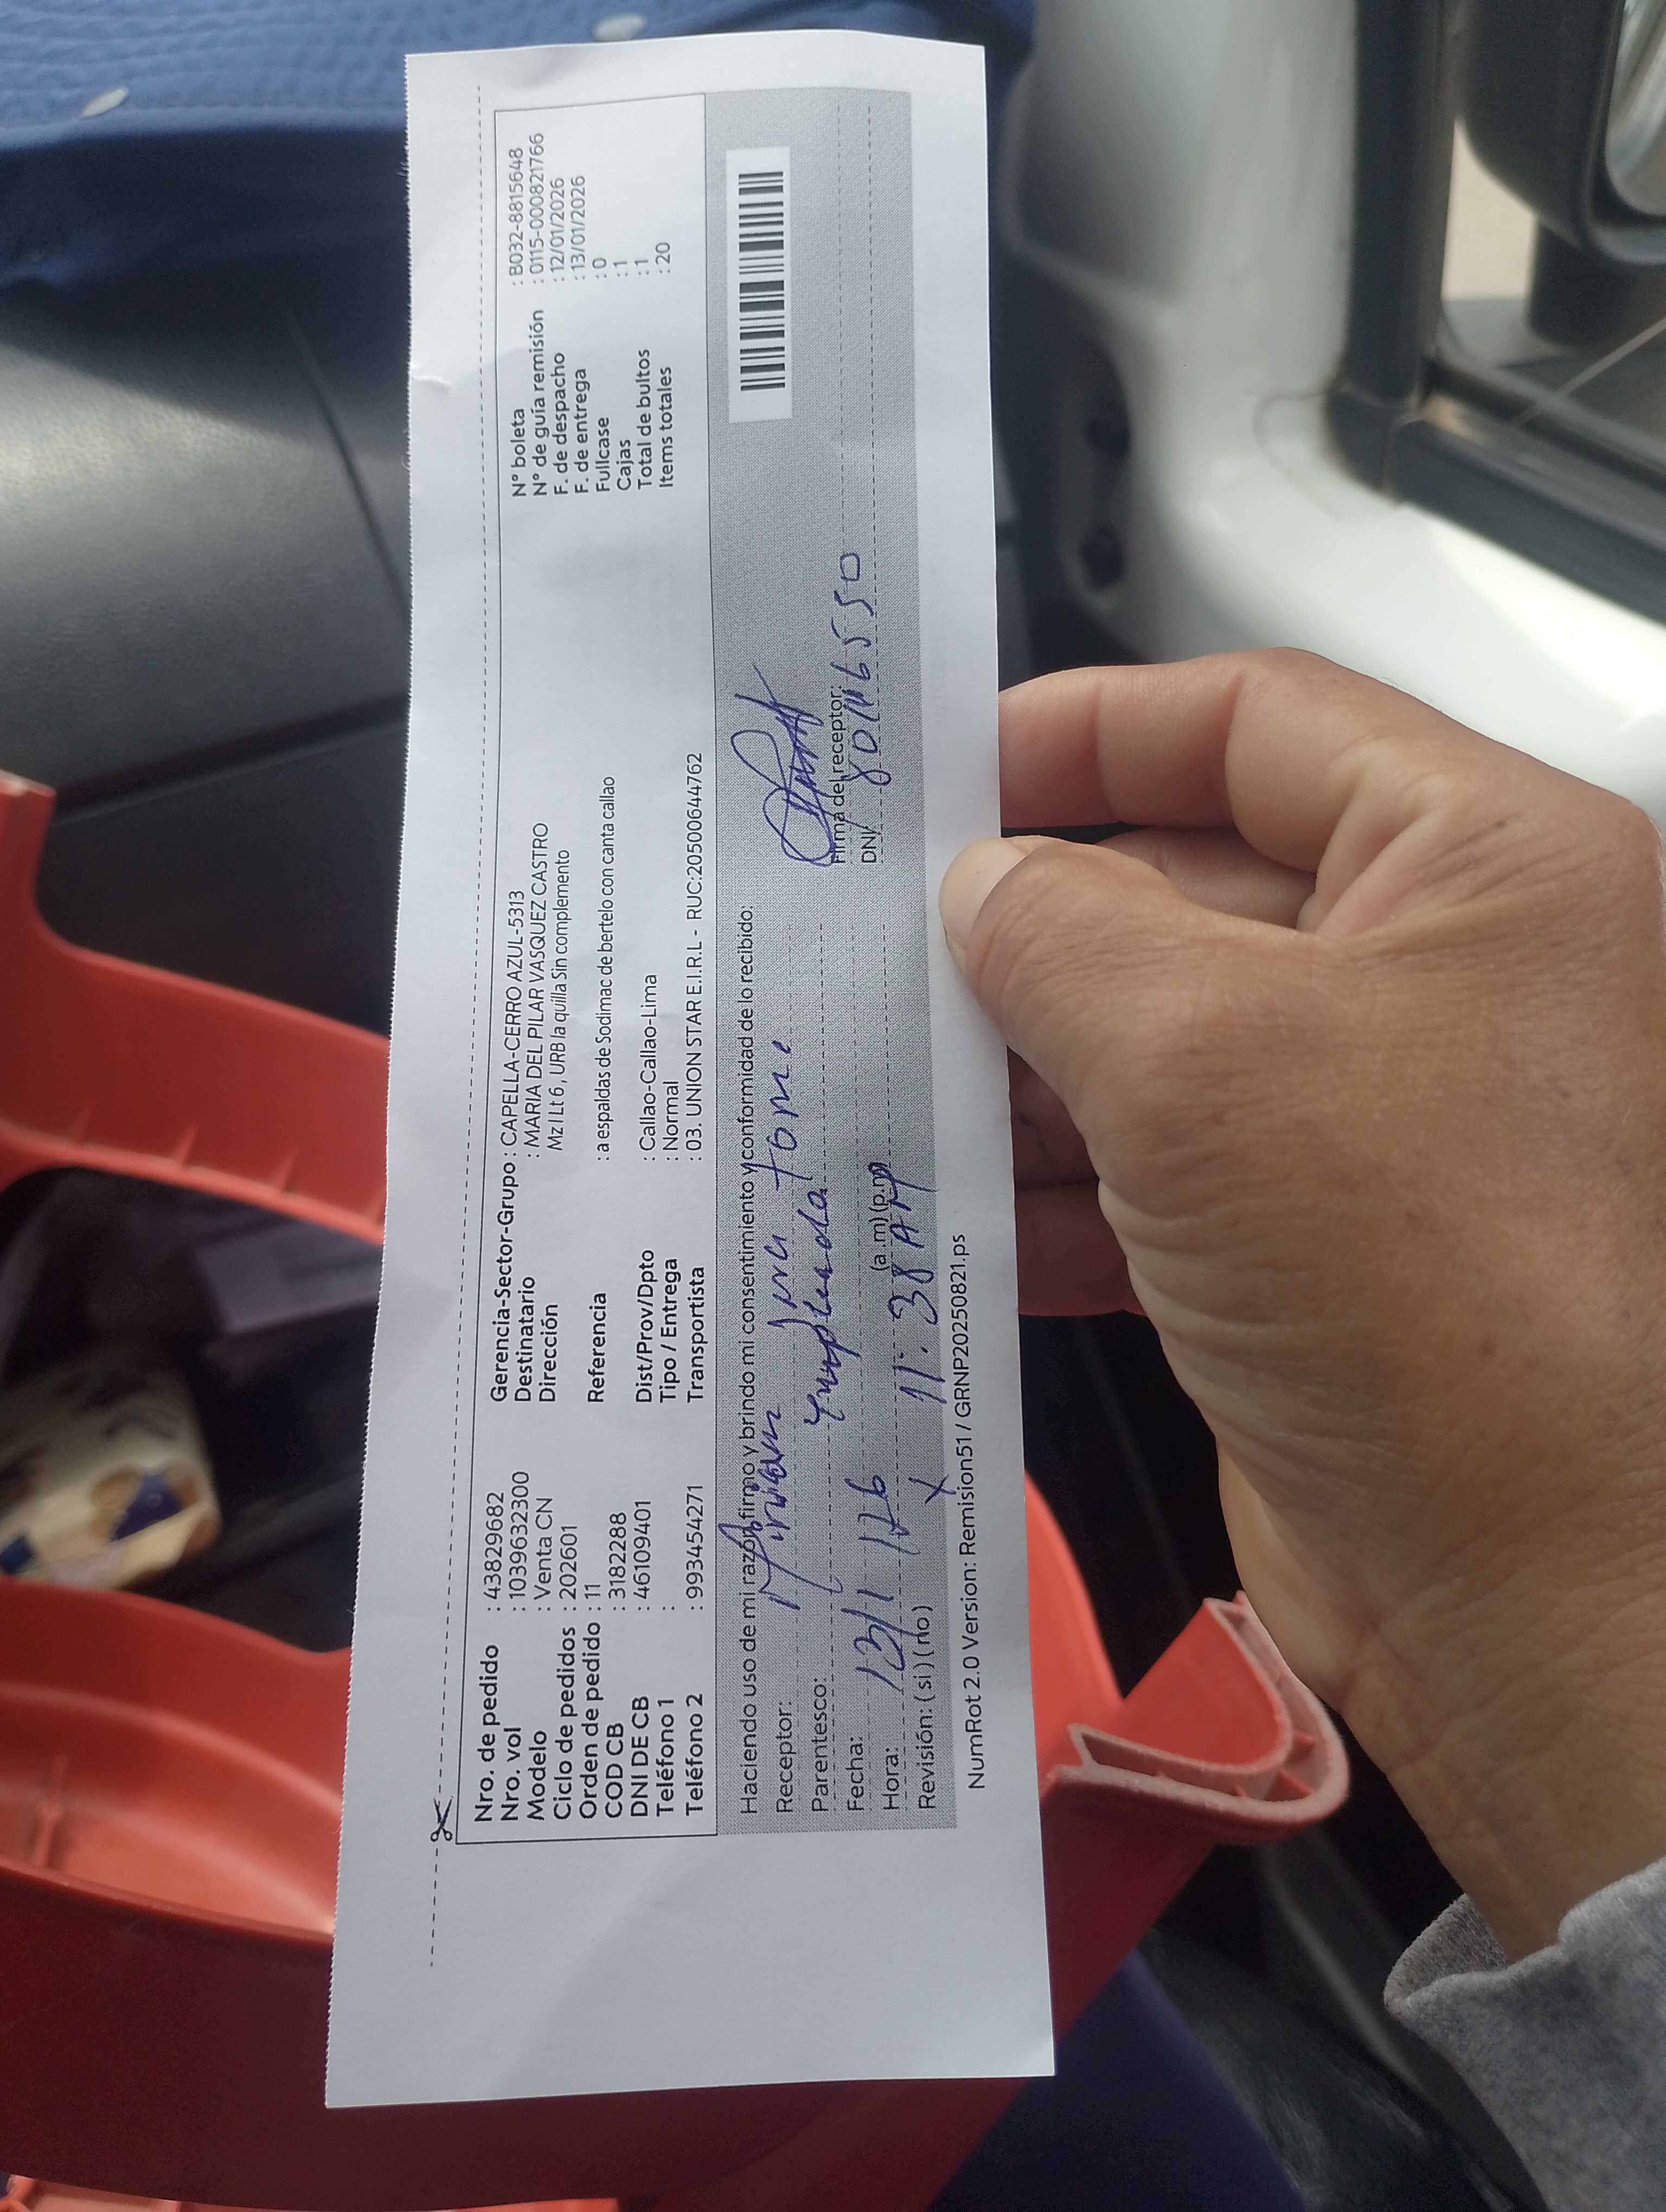 Nro. de pedido : 43829682
Nro. vol : 1039632300
Modelo : Venta CN
Ciclo de pedidos : 202601
Orden de pedido : 11
COD CB : 3182288
DNI DE CB : 46109401
Teléfono 1 :
Teléfono 2 : 993454271
Gerencia-Sector-Grupo : CAPELLA-CERRO AZUL-5313
Destinatario : MARIA DEL PILAR VASQUEZ CASTRO
Dirección Mz I Lt 6 , URB la quilla Sin complemento
Referencia : a espaldas de Sodimac de bertelo con canta callao
Dist/Prov/Dpto : Callao-Callao-Lima
Tipo / Entrega : Normal
Transportista : 03. UNION STAR E.I.R.L - RUC:20500644762
N° boleta : B032-8815648
N° de guía remisión : 0115-000821766
F. de despacho : 12/01/2026
F. de entrega : 13/01/2026
Fullcase : 0
Cajas : 1
Total de bultos : 1
Items totales : 20
Haciendo uso de mi razón, firmo y brindo mi consentimiento y conformidad de lo recibido:
Receptor: Miriam Tome
Parentesco: empleada
Fecha: 13/1/26
Hora: 11:38 AM (a .m) (p.m)
Revisión: ( si ) ( no ) X
Firma del receptor:
DNI
NumRot 2.0 Version: Remision51 / GRNP20250821.ps